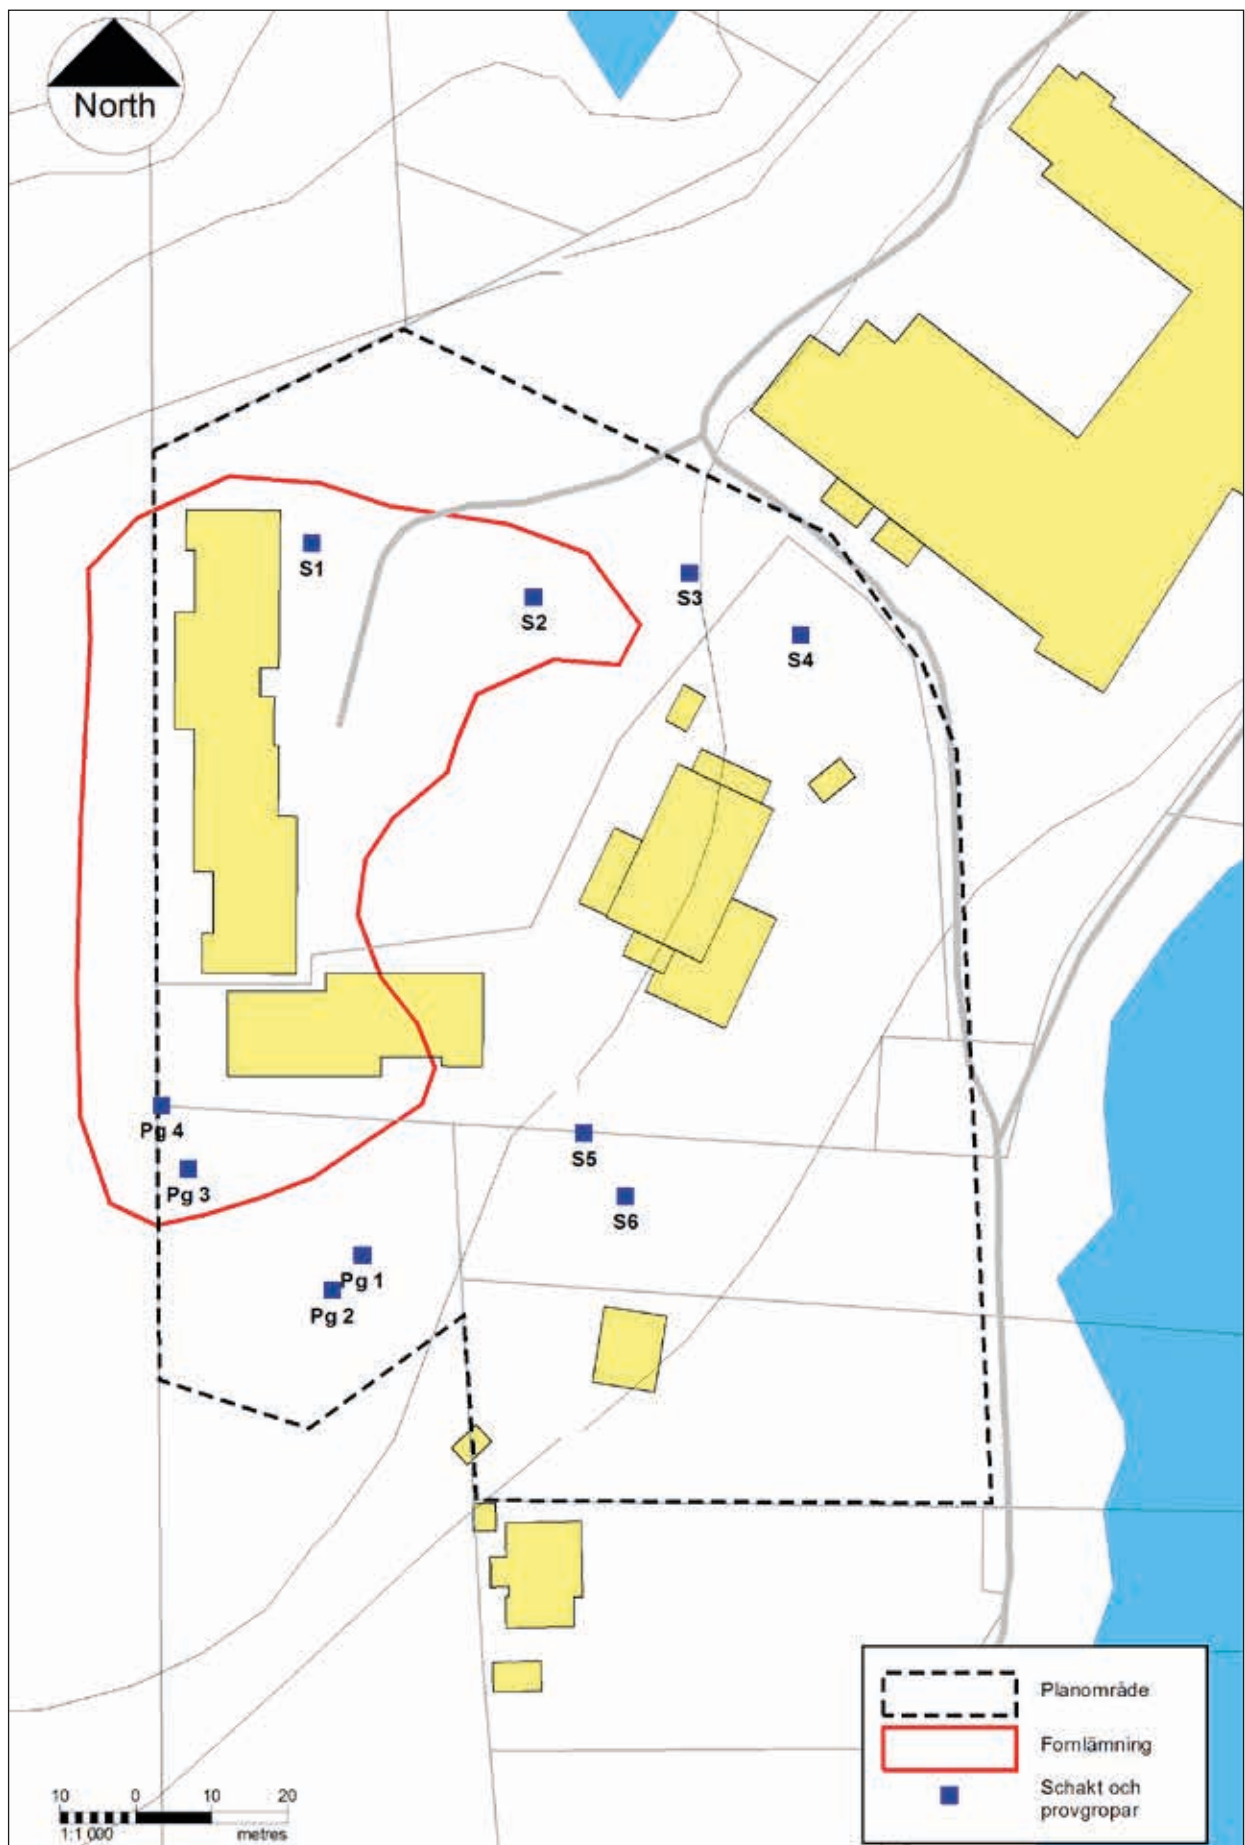 North
S1
S2
S3
S4
Pg 4
Pg 3
S5
S6
Pg 1
Pg 2
Planområde
Fornlämning
Schakt och
provgropar
10 0 10 20
1:1 000 metres